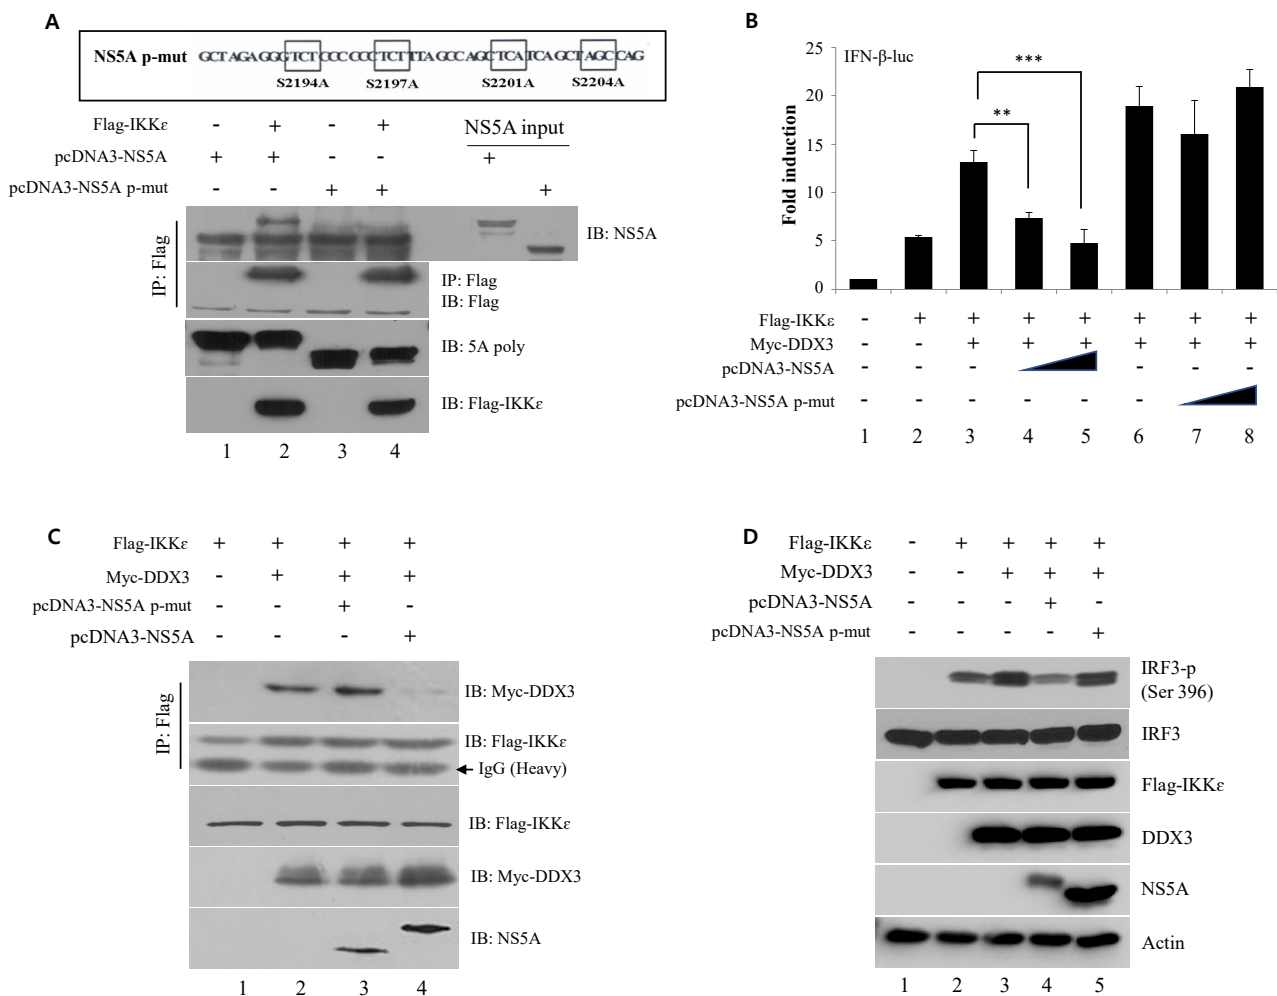 A
NS5A p-mut GCTAGAGGGTCTCCCCCCCTCTTTAGCCAGCTCATCAGCTAGCCAG
S2194A S2197A S2201A S2204A
Flag-IKKε - + - +
NS5A input
pcDNA3-NS5A + + - - +
pcDNA3-NS5A p-mut - - + + +
IP: Flag
IB: NS5A
IP: Flag
IB: Flag
IB: 5A poly
IB: Flag-IKKε
1 2 3 4
B
IFN-β-luc
Fold induction
25
20
15
10
5
0
***
**
Flag-IKKε - + + + + + + +
Myc-DDX3 - - + + + + + +
pcDNA3-NS5A - - - - - -
pcDNA3-NS5A p-mut - - - - - -
1 2 3 4 5 6 7 8
C
Flag-IKKε + + + +
Myc-DDX3 - + + +
pcDNA3-NS5A p-mut - - + -
pcDNA3-NS5A - - - +
IP: Flag
IB: Myc-DDX3
IB: Flag-IKKε
IgG (Heavy)
IB: Flag-IKKε
IB: Myc-DDX3
IB: NS5A
1 2 3 4
D
Flag-IKKε - + + + +
Myc-DDX3 - - + + +
pcDNA3-NS5A - - - + -
pcDNA3-NS5A p-mut - - - - +
IRF3-p
(Ser 396)
IRF3
Flag-IKKε
DDX3
NS5A
Actin
1 2 3 4 5